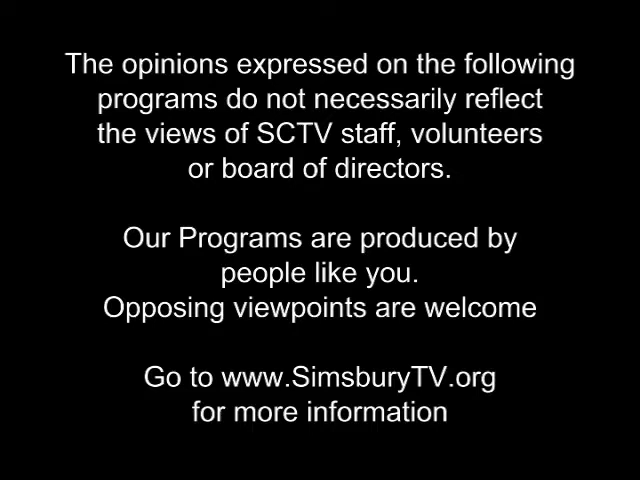 The opinions expressed on the following
programs do not necessarily reflect
the views of SCTV staff, volunteers
or board of directors.
Our Programs are produced by
people like you.
Opposing viewpoints are welcome
Go to www.SimsburyTV.org
for more information